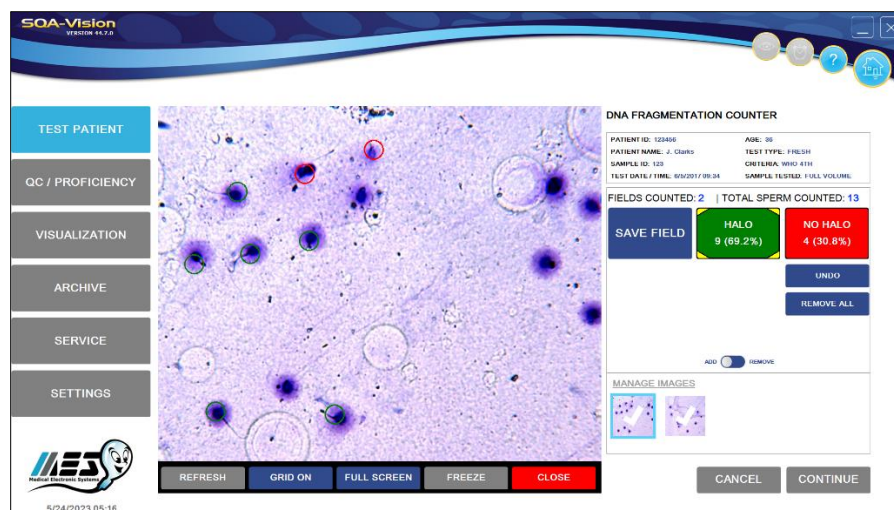 SQA-Vision
VERSION 44.7.0
?
TEST PATIENT
QC / PROFICIENCY
VISUALIZATION
ARCHIVE
SERVICE
SETTINGS
MES
Medical Electronic Systems
5/24/2023 05:16
REFRESH
GRID ON
FULL SCREEN
FREEZE
CLOSE
DNA FRAGMENTATION COUNTER
PATIENT ID: 123456 AGE: 36
PATIENT NAME: J. Clarks TEST TYPE: FRESH
SAMPLE ID: 123 CRITERIA: WHO 4TH
TEST DATE / TIME: 6/5/2017 09:34 SAMPLE TESTED: FULL VOLUME
FIELDS COUNTED: 2 | TOTAL SPERM COUNTED: 13
SAVE FIELD
HALO
9 (69.2%)
NO HALO
4 (30.8%)
UNDO
REMOVE ALL
ADD REMOVE
MANAGE IMAGES
CANCEL
CONTINUE